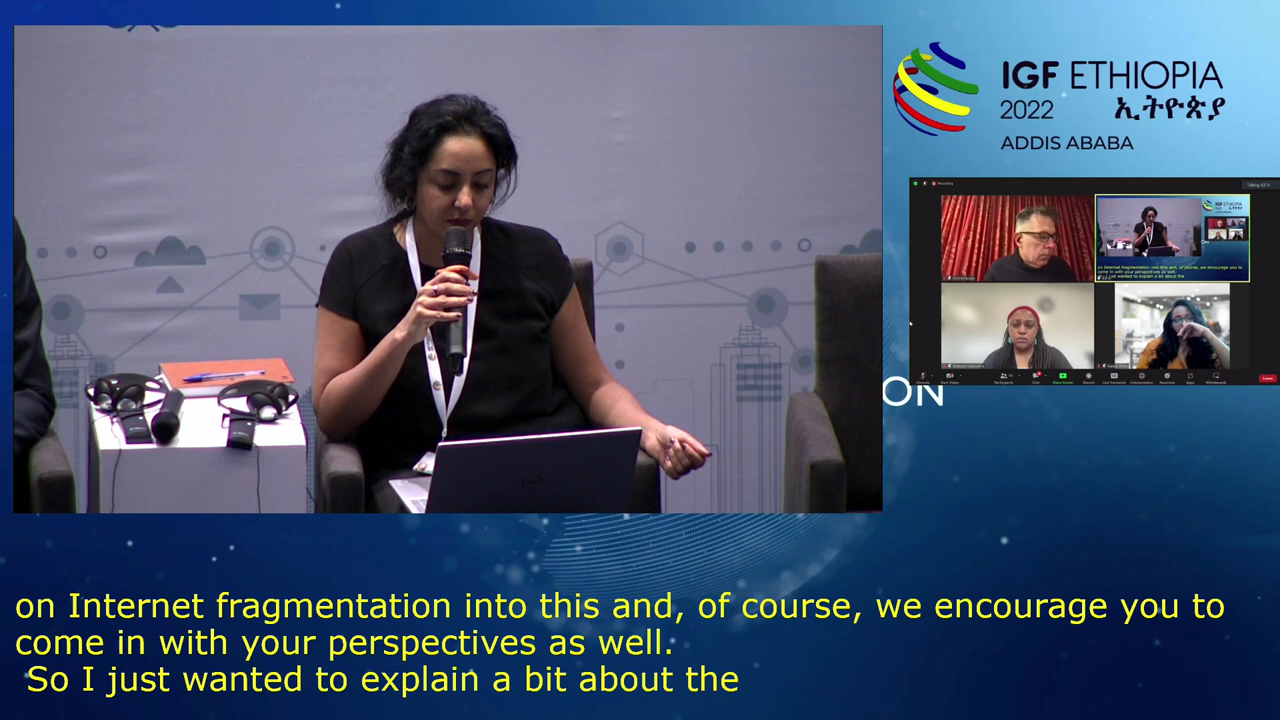 IGF ETHIOPIA
2022 ኢትዮጵያ
ADDIS ABABA
Recording
ON
on Internet fragmentation into this and, of course, we encourage you to
come in with your perspectives as well.
So I just wanted to explain a bit about the